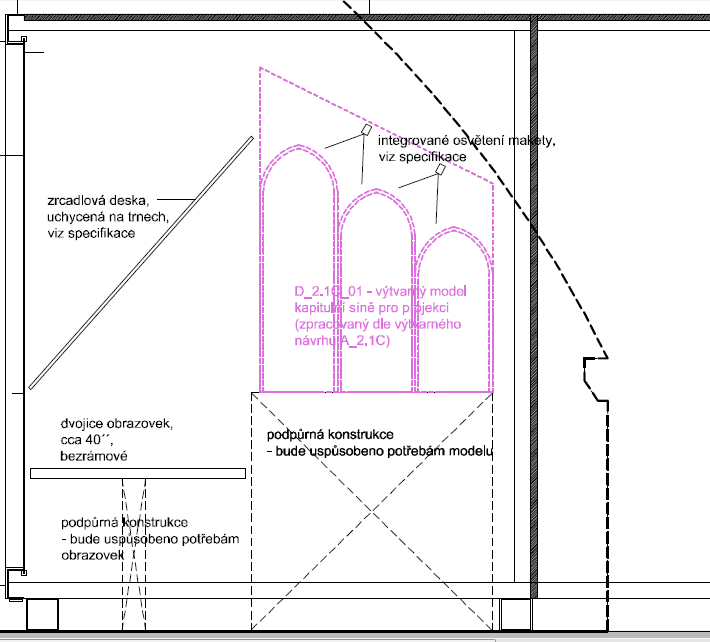 integrované osvětení makety,
viz specifikace
zrcadlová deska,
uchycená na trnech,
viz specifikace
D_2.1C_01 - výtvarný model
kapitulní síně pro projekci
(zpracovaný dle výtvarného
návrhu A_2.1C)
dvojice obrazovek,
cca 40´´,
bezrámové
podpůrná konstrukce
- bude uspůsobeno potřebám modelu
podpůrná konstrukce
- bude uspůsobeno potřebám
obrazovek